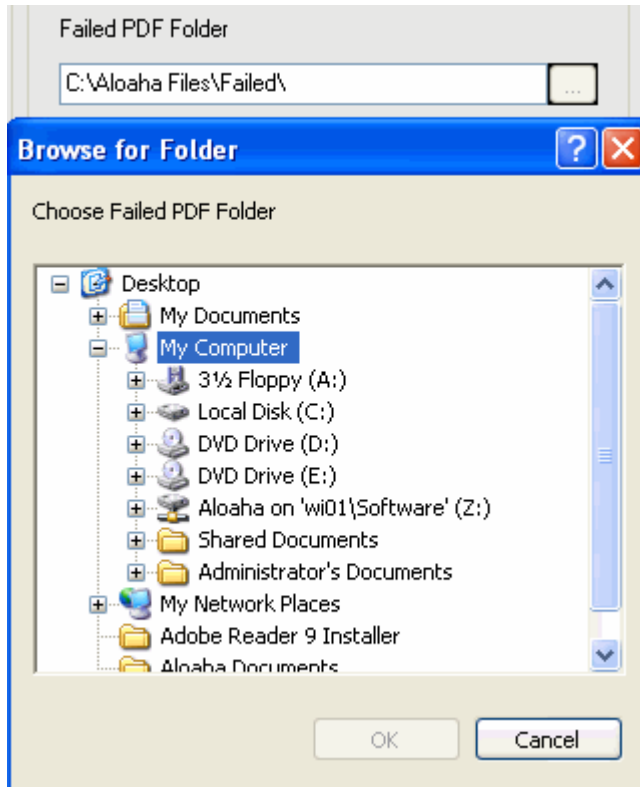 Failed PDF Folder
C:\Aloaha Files\Failed\
...
Browse for Folder
?
Choose Failed PDF Folder
Desktop
My Documents
My Computer
3½ Floppy (A:)
Local Disk (C:)
DVD Drive (D:)
DVD Drive (E:)
Aloaha on 'wi01\Software' (Z:)
Shared Documents
Administrator's Documents
My Network Places
Adobe Reader 9 Installer
Aloaha Documents
OK Cancel